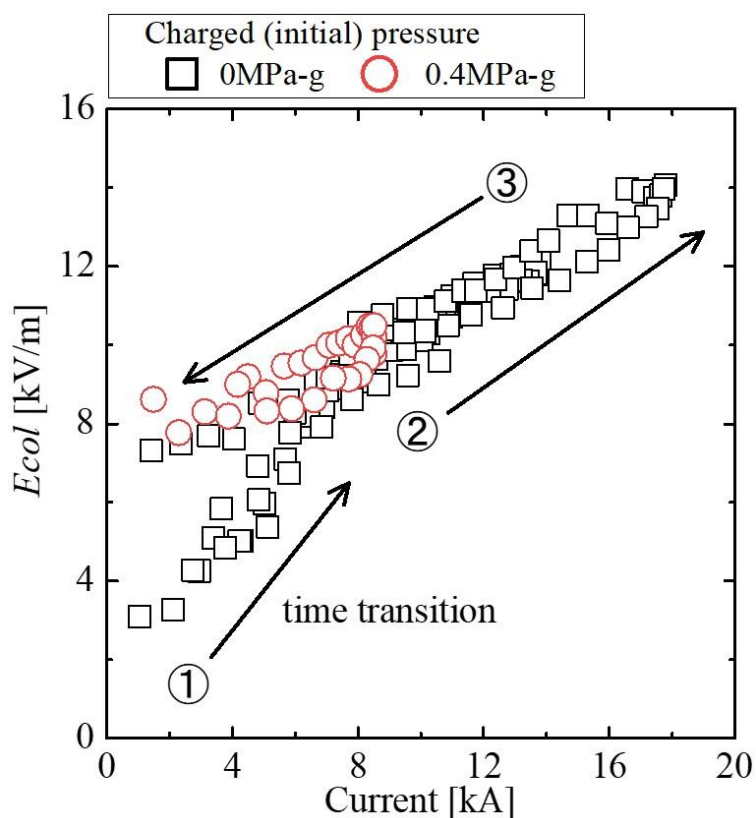 Charged (initial) pressure
0MPa-g 0.4MPa-g
16
12
8
4
0
Ecol [kV/m]
③
②
time transition
①
0 4 8 12 16 20
Current [kA]